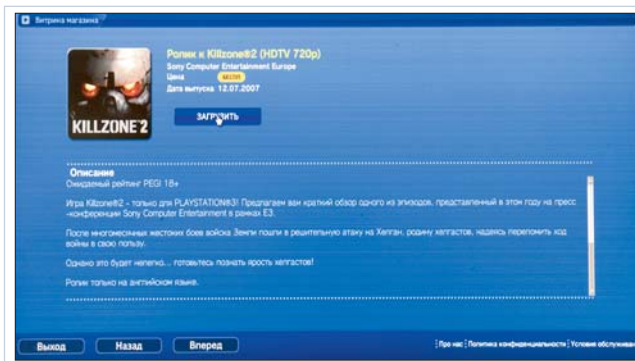 Витрина магазина
Ролик к Killzone®2 (HDTV 720p)
Sony Computer Entertainment Europe
Цена
Дата выпуска 12.07.2007
ЗАГРУЗИТЬ
KILLZONE 2
Описание
Ожидаемый рейтинг PEGI 18+
Игра Killzone®2 - только для PLAYSTATION®3! Предлагаем вам краткий обзор одного из эпизодов, представленный в этом году на пресс
-конференции Sony Computer Entertainment в рамках E3.
После многомесячных жестоких боев войска Земли пошли в решительную атаку на Хелган, родину хелгастов, надеясь переломить ход
войны в свою пользу.
Однако это будет нелегко... готовьтесь познать ярость хелгастов!
Ролик только на английском языке.
Выход
Назад
Вперед
Про нас
Политика конфиденциальности
Условия обслужива